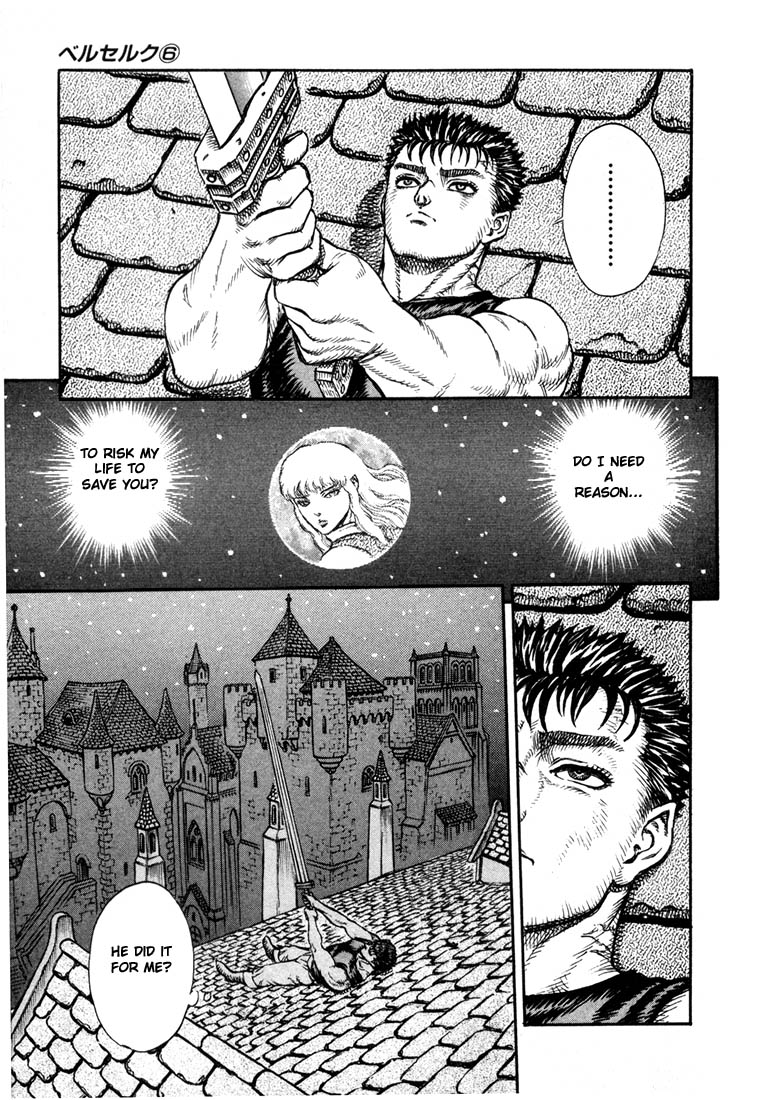 ベルセルク⑥
............
DO I NEED
A
REASON...
TO RISK MY
LIFE TO
SAVE YOU?
HE DID IT
FOR ME?